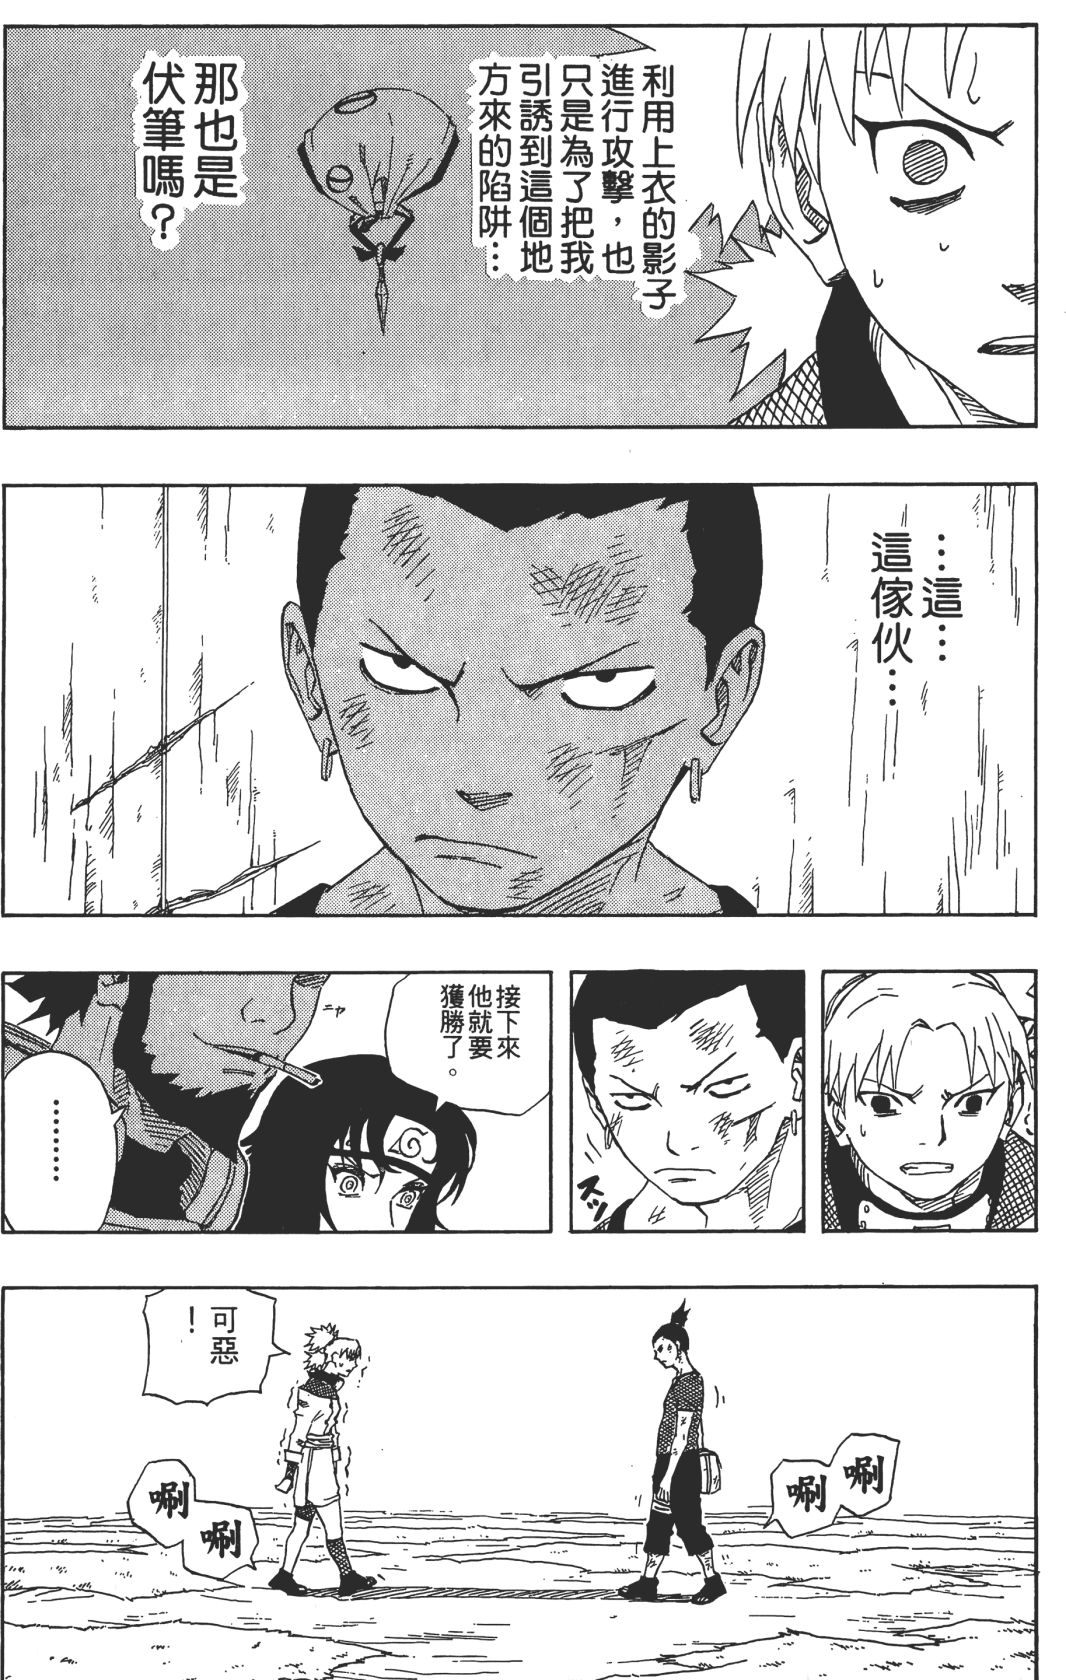 利用上衣的影子
進行攻擊，也
只是為了把我
引誘到這個地
方來的陷阱…
那也是
伏筆嗎？
…這…
這傢伙…
接下來
他就要
獲勝了。
ニヤ
………
ズッ
可惡
！
唰
唰
唰
唰